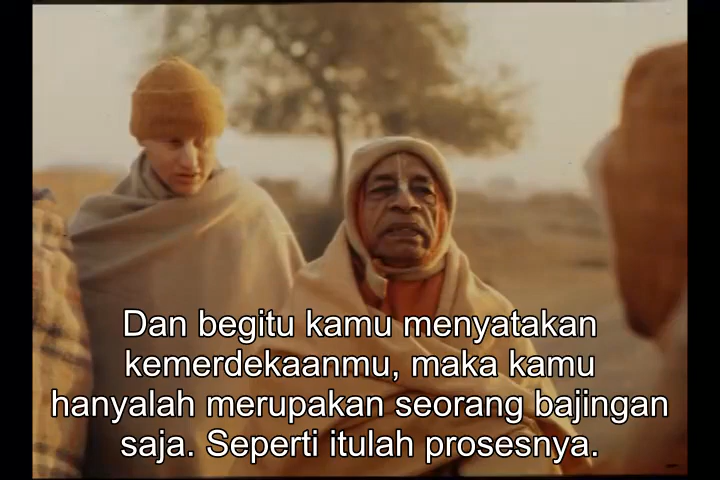 Dan begitu kamu menyatakan
kemerdekaanmu, maka kamu
hanyalah merupakan seorang bajingan
saja. Seperti itulah prosesnya.